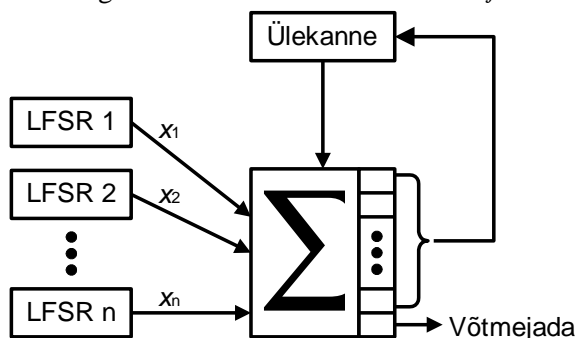 Ülekanne
LFSR 1
x1
LFSR 2
x2
Σ
LFSR n
xn
Võtmejada